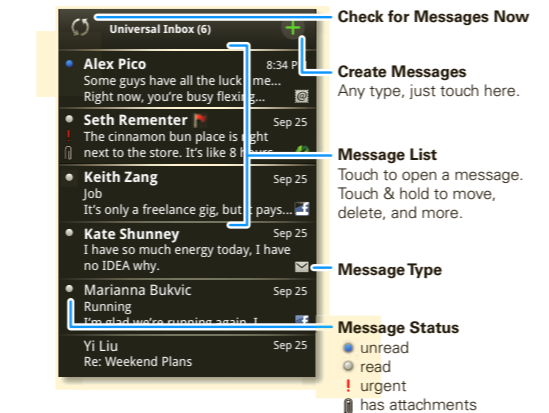 Check for Messages Now
Universal Inbox (6)
Create Messages
Any type, just touch here.
Alex Pico 8:34
Some guys have all the luck me...
Right now, you're busy flexing...
Seth Rementer Sep 25
The cinnamon bun place is right
next to the store. It's like 8 hours
Message List
Touch to open a message.
Touch & hold to move,
delete, and more.
Keith Zang Sep 25
Job
It's only a freelance gig, but it pays...
Kate Shunney Sep 25
I have so much energy today, I have
no IDEA why.
Message Type
Marianna Bukvic Sep 25
Running
I'm glad we're running again. I
Message Status
Yi Liu Sep 25
Re: Weekend Plans
unread
read
urgent
has attachments